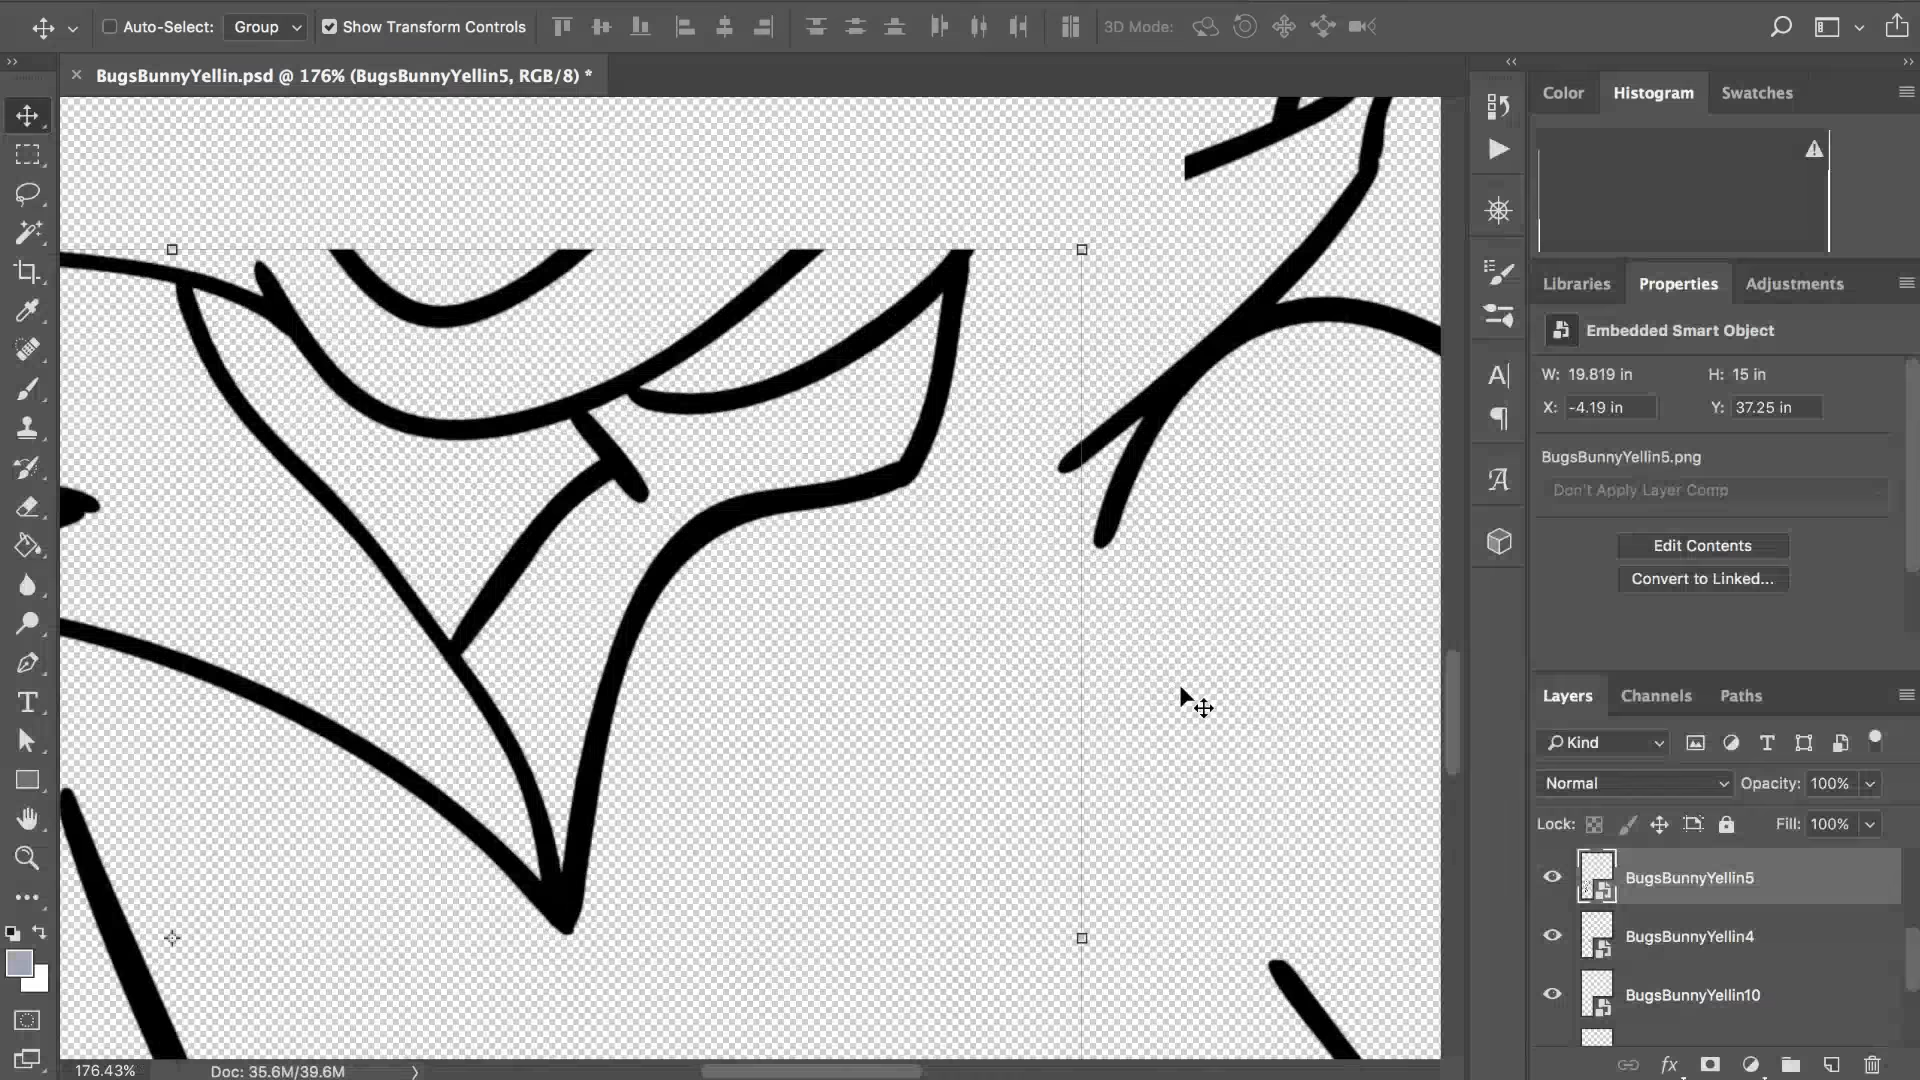 Auto-Select: Group Show Transform Controls 3D Mode:
BugsBunnyYellin.psd @ 176% (BugsBunnyYellin5, RGB/8) *
Color Histogram Swatches
Libraries Properties Adjustments
Embedded Smart Object
W: 19.819 in H: 15 in
X: -4.19 in Y: 37.25 in
BugsBunnyYellin5.png
Don't Apply Layer Comp
Edit Contents
Convert to Linked...
Layers Channels Paths
Kind
Normal Opacity: 100%
Lock: Fill: 100%
BugsBunnyYellin5
BugsBunnyYellin4
BugsBunnyYellin10
176.43% Doc: 35.6M/39.6M